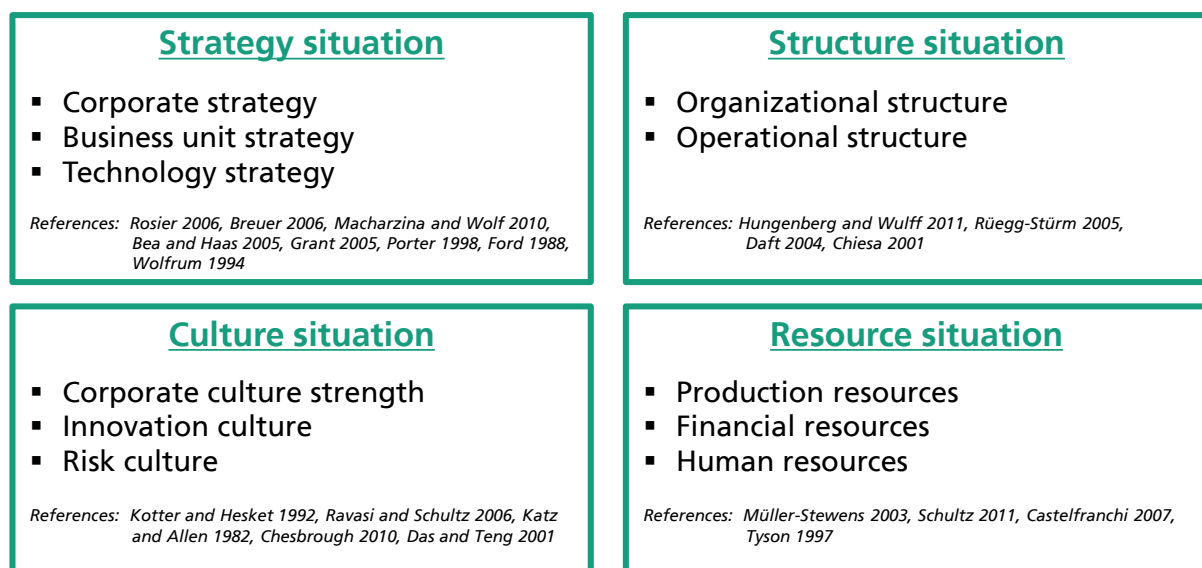 Strategy situation
▪ Corporate strategy
▪ Business unit strategy
▪ Technology strategy
References: Rosier 2006, Breuer 2006, Macharzina and Wolf 2010,
Bea and Haas 2005, Grant 2005, Porter 1998, Ford 1988,
Wolfrum 1994
Structure situation
▪ Organizational structure
▪ Operational structure
References: Hungenberg and Wulff 2011, Rüegg-Stürm 2005,
Daft 2004, Chiesa 2001
Culture situation
▪ Corporate culture strength
▪ Innovation culture
▪ Risk culture
References: Kotter and Hesket 1992, Ravasi and Schultz 2006, Katz
and Allen 1982, Chesbrough 2010, Das and Teng 2001
Resource situation
▪ Production resources
▪ Financial resources
▪ Human resources
References: Müller-Stewens 2003, Schultz 2011, Castelfranchi 2007,
Tyson 1997